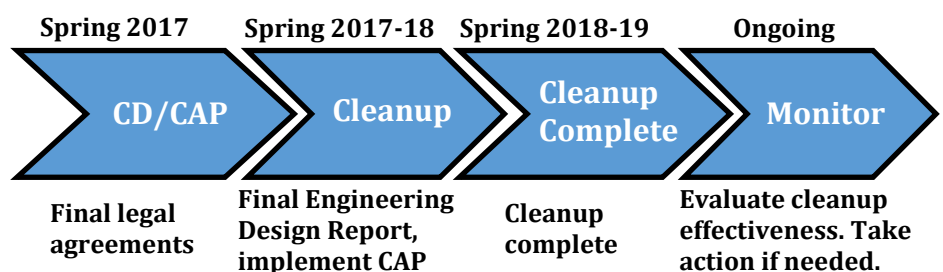 Spring 2017
Spring 2017-18
Spring 2018-19
Ongoing
CD/CAP
Cleanup
Cleanup
Complete
Monitor
Final legal
agreements
Final Engineering
Design Report,
implement CAP
Cleanup
complete
Evaluate cleanup
effectiveness. Take
action if needed.